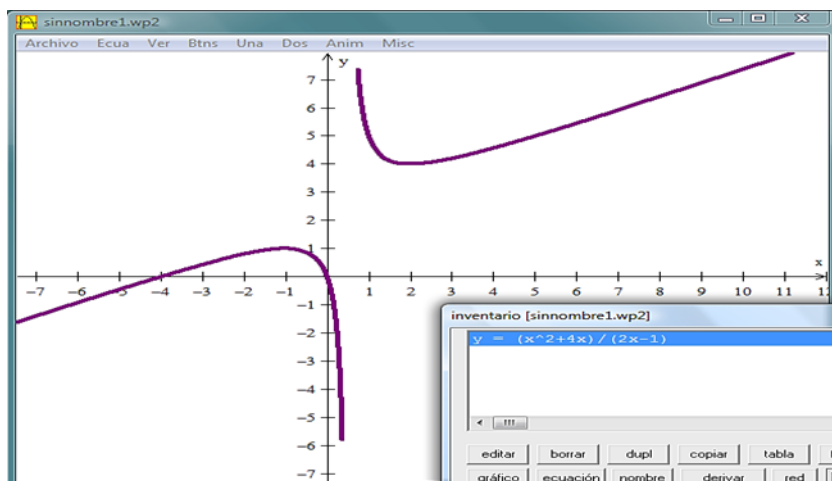 sinnombre1.wp2
Archivo Ecua Ver Btns Una Dos Anim Misc
y
7
6
5
4
3
2
1
x
-7 -6 -5 -4 -3 -2 -1 1 2 3 4 5 6 7 8 9 10 11 12
-1
-2
-3
-4
-5
-6
-7
inventario [sinnombre1.wp2]
y = (x^2+4x)/(2x-1)
editar borrar dupl copiar tabla
gráfico ecuación nombre derivar red